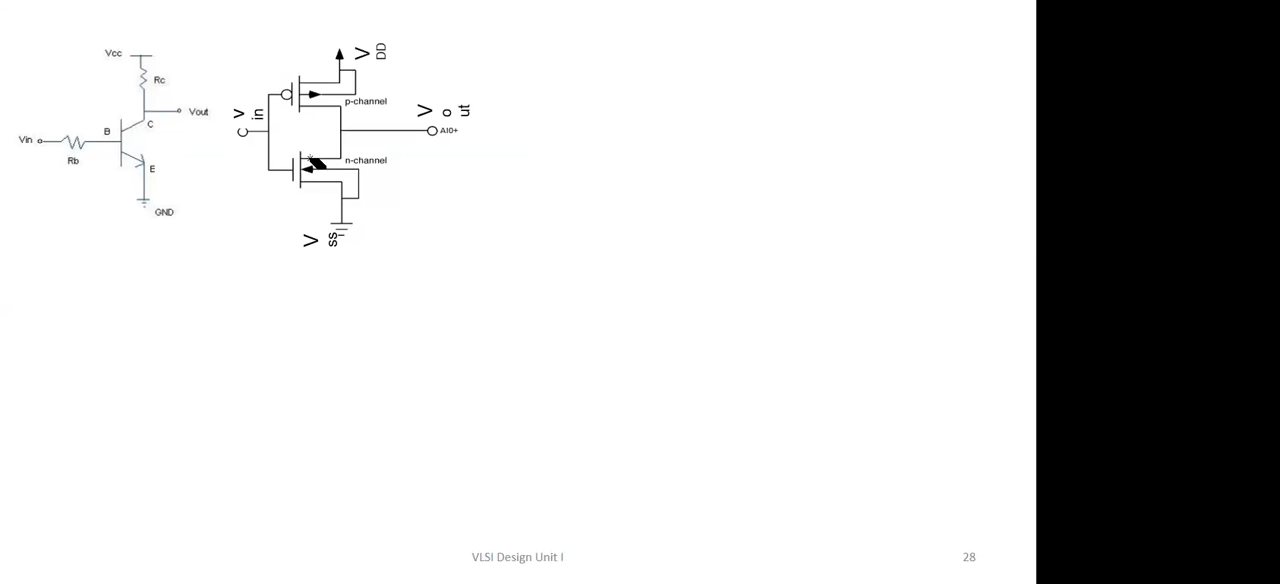 Vcc
Rc
Vout
B
C
Vin
Rb
E
GND
V
DD
p-channel
V
in
V
o
ut
AI0+
n-channel
V
ss
VLSI Design Unit I
28